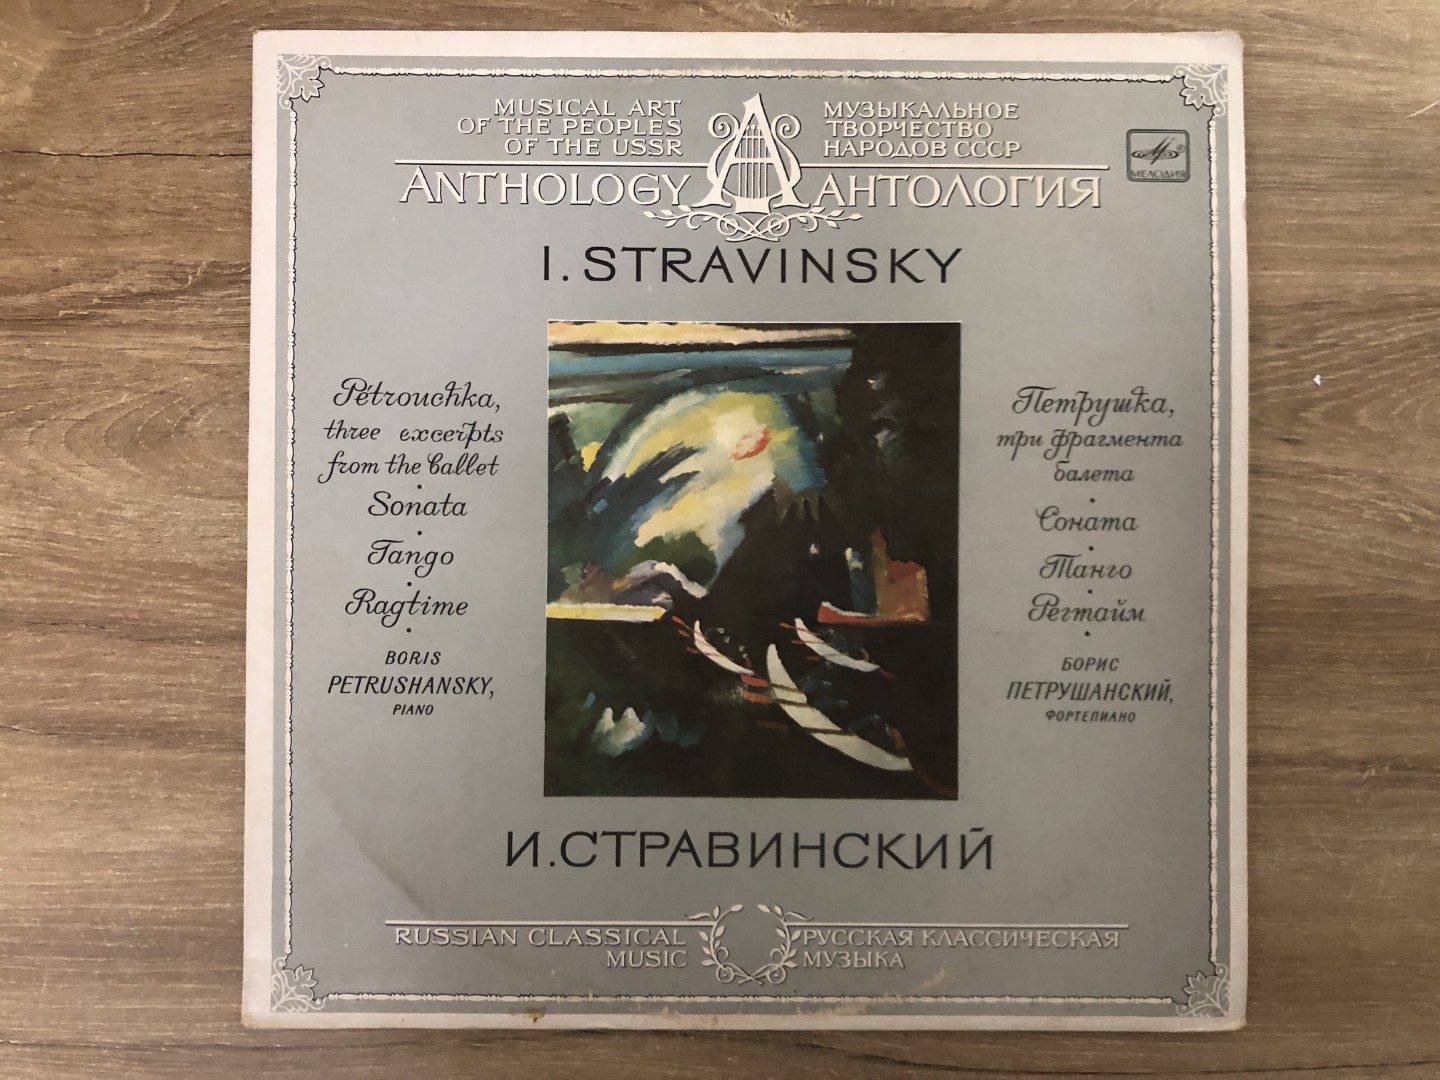 MUSICAL ART
OF THE PEOPLES
OF THE USSR
ANTHOLOGY
А
МУЗЫКАЛЬНОЕ
ТВОРЧЕСТВО
НАРОДОВ СССР
АНТОЛОГИЯ
МЕЛОДИЯ
I. STRAVINSKY
Pétrouchka,
three excerpts
from the ballet
•
Sonata
•
Tango
•
Ragtime
•
BORIS
PETRUSHANSKY,
PIANO
Петрушка,
три фрагмента
балета
•
Соната
•
Танго
•
Регтайм
•
БОРИС
ПЕТРУШАНСКИЙ,
ФОРТЕПИАНО
И.СТРАВИНСКИЙ
RUSSIAN CLASSICAL
MUSIC
РУССКАЯ КЛАССИЧЕСКАЯ
МУЗЫКА